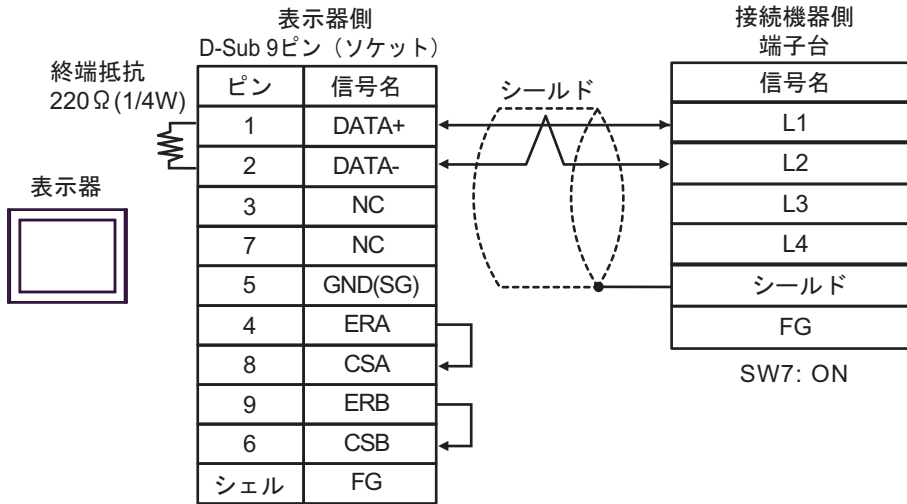 表示器側
D-Sub 9ピン（ソケット）
接続機器側
端子台
終端抵抗
220Ω(1/4W)
表示器
シールド
ピン 信号名
1 DATA+
2 DATA-
3 NC
7 NC
5 GND(SG)
4 ERA
8 CSA
9 ERB
6 CSB
シェル FG
信号名
L1
L2
L3
L4
シールド
FG
SW7: ON